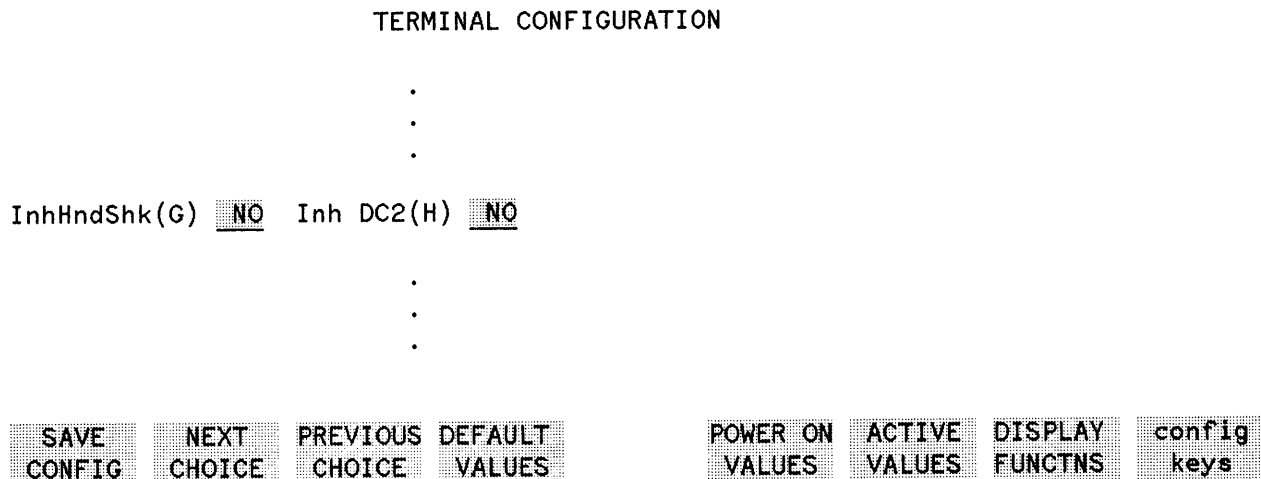 TERMINAL CONFIGURATION
.
.
.
InhHndShk(G) NO Inh DC2(H) NO
.
.
.
SAVE NEXT PREVIOUS DEFAULT POWER ON ACTIVE DISPLAY config
CONFIG CHOICE CHOICE VALUES VALUES VALUES FUNCTNS keys